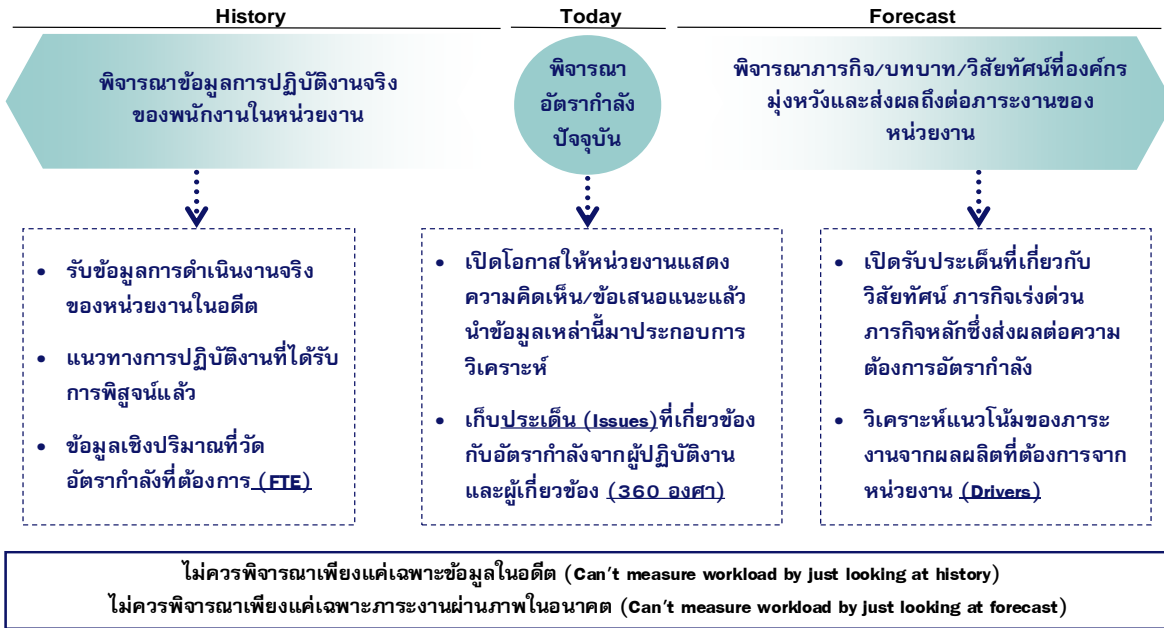 History
Today
Forecast
พิจารณาข้อมูลการปฏิบัติงานจริง
ของพนักงานในหน่วยงาน
พิจารณา
อัตรากำลัง
ปัจจุบัน
พิจารณาภารกิจ/บทบาท/วิสัยทัศน์ที่องค์กร
มุ่งหวังและส่งผลถึงต่อภาระงานของ
หน่วยงาน
• รับข้อมูลการดำเนินงานจริง
ของหน่วยงานในอดีต
• แนวทางการปฏิบัติงานที่ได้รับ
การพิสูจน์แล้ว
• ข้อมูลเชิงปริมาณที่วัด
อัตรากำลังที่ต้องการ (FTE)
• เปิดโอกาสให้หน่วยงานแสดง
ความคิดเห็น/ข้อเสนอแนะแล้ว
นำข้อมูลเหล่านี้มาประกอบการ
วิเคราะห์
• เก็บประเด็น (Issues)ที่เกี่ยวข้อง
กับอัตรากำลังจากผู้ปฏิบัติงาน
และผู้เกี่ยวข้อง (360 องศา)
• เปิดรับประเด็นที่เกี่ยวกับ
วิสัยทัศน์ ภารกิจเร่งด่วน
ภารกิจหลักซึ่งส่งผลต่อความ
ต้องการอัตรากำลัง
• วิเคราะห์แนวโน้มของภาระ
งานจากผลผลิตที่ต้องการจาก
หน่วยงาน (Drivers)
ไม่ควรพิจารณาเพียงแค่เฉพาะข้อมูลในอดีต (Can't measure workload by just looking at history)
ไม่ควรพิจารณาเพียงแค่เฉพาะภาระงานผ่านภาพในอนาคต (Can't measure workload by just looking at forecast)